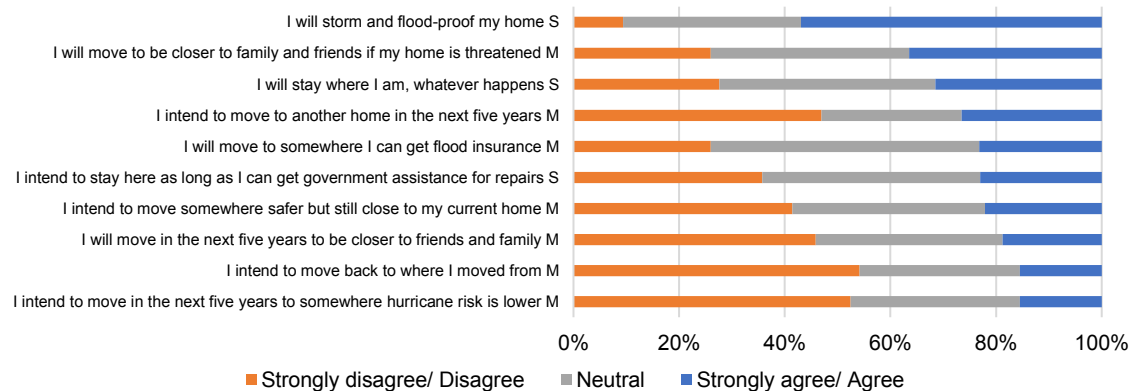 I will storm and flood-proof my home S
I will move to be closer to family and friends if my home is threatened M
I will stay where I am, whatever happens S
I intend to move to another home in the next five years M
I will move to somewhere I can get flood insurance M
I intend to stay here as long as I can get government assistance for repairs S
I intend to move somewhere safer but still close to my current home M
I will move in the next five years to be closer to friends and family M
I intend to move back to where I moved from M
I intend to move in the next five years to somewhere hurricane risk is lower M
0% 20% 40% 60% 80% 100%
Strongly disagree/ Disagree Neutral Strongly agree/ Agree